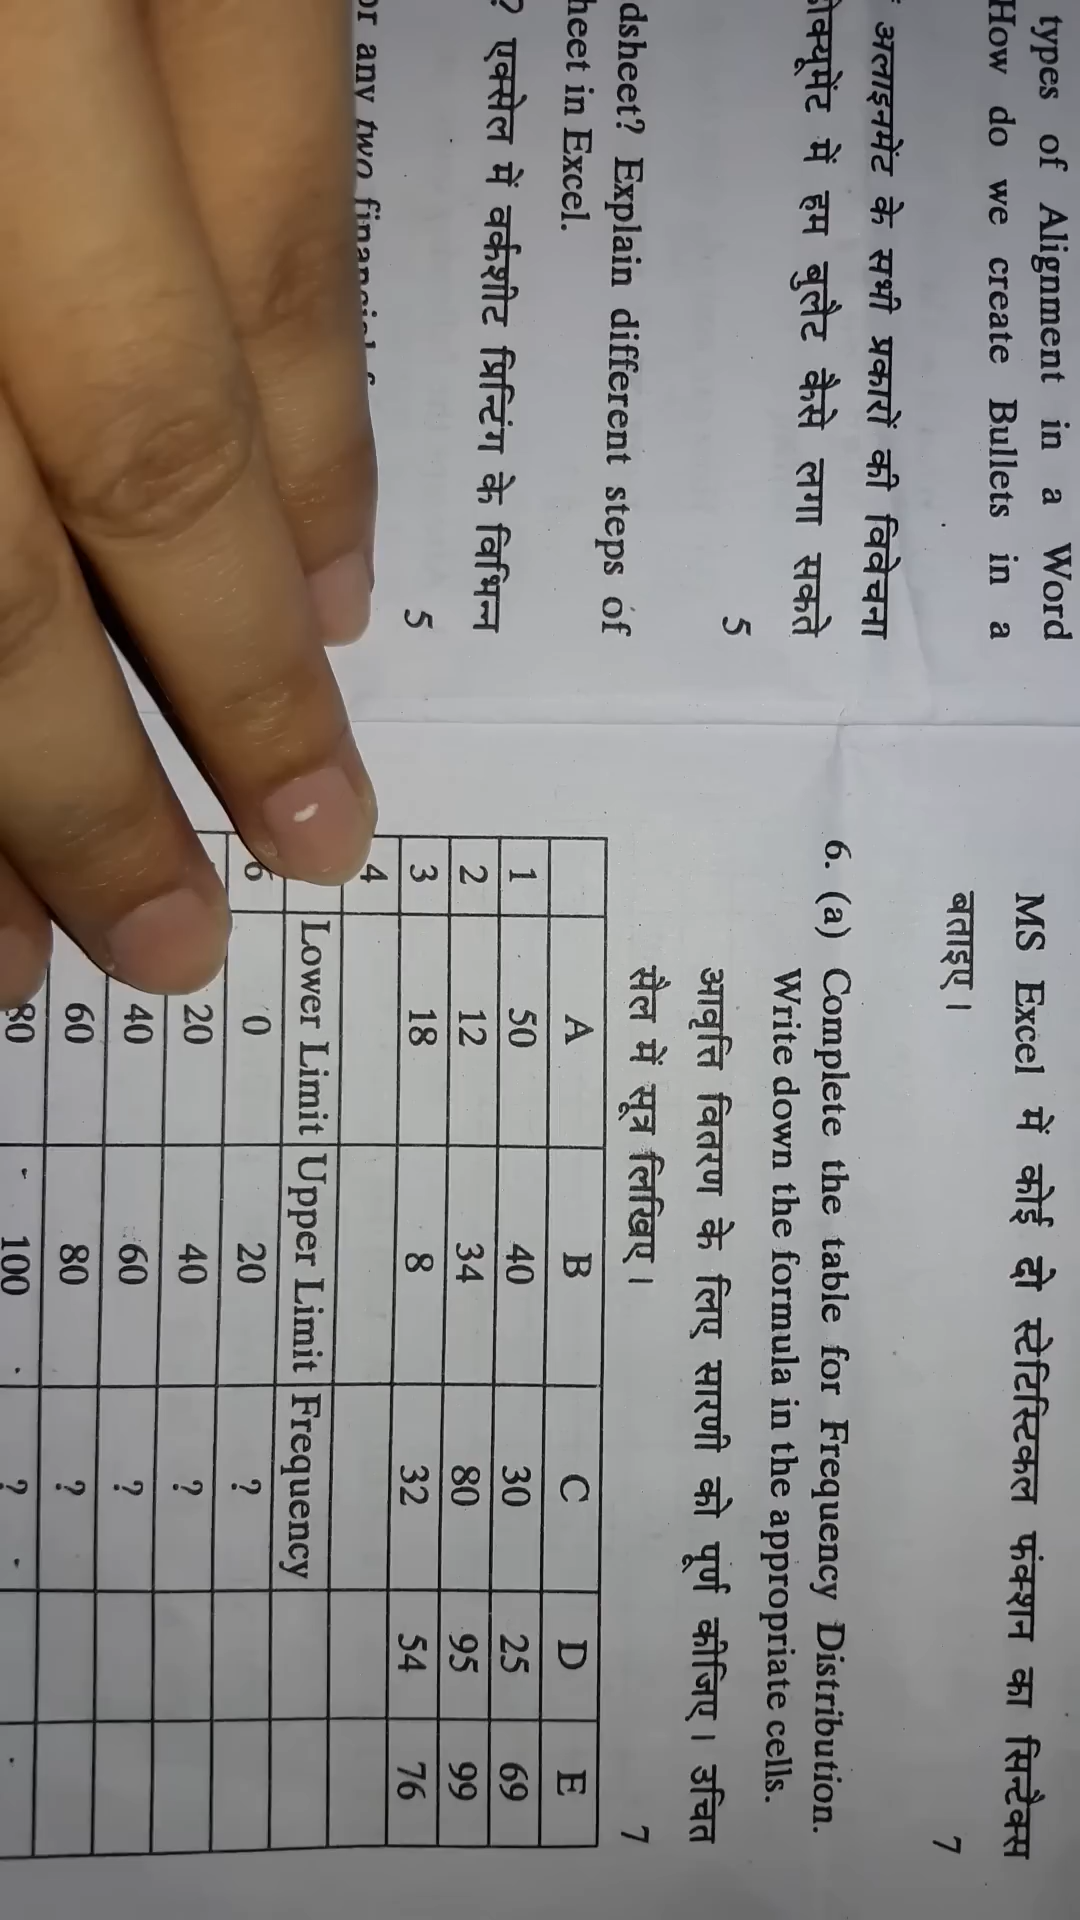 types of Alignment in a Word
How do we create Bullets in a
अलाइनमेंट के सभी प्रकारों की विवेचना
में हम बुलैट कैसे लगा सकते
5
Explain different steps of
in Excel.
? एक्सेल में वर्कशीट प्रिन्टिंग के विभिन्न
5
any two
MS Excel में कोई दो स्टेटिस्टिकल फंक्शन का सिन्टैक्स
बताइए। 7
6. (a) Complete the table for Frequency Distribution.
Write down the formula in the appropriate cells.
आवृत्ति वितरण के लिए सारणी को पूर्ण कीजिए। उचित
सैल में सूत्र लिखिए। 7
A B C D E
1 50 40 30 25 69
2 12 34 80 95 99
3 18 8 32 54 76
4
Lower Limit Upper Limit Frequency
6 0 20 ?
20 40 ?
40 60 ?
60 80 ?
80 100 ?